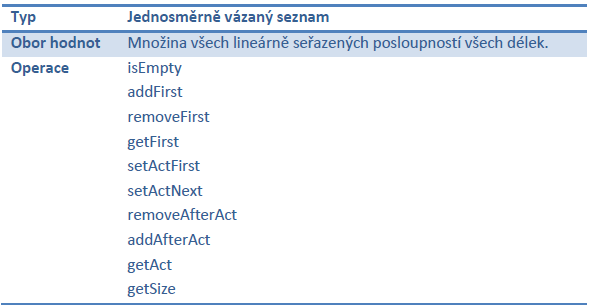 Typ Jednosměrně vázaný seznam
Obor hodnot Množina všech lineárně seřazených posloupností všech délek.
Operace isEmpty
addFirst
removeFirst
getFirst
setActFirst
setActNext
removeAfterAct
addAfterAct
getAct
getSize